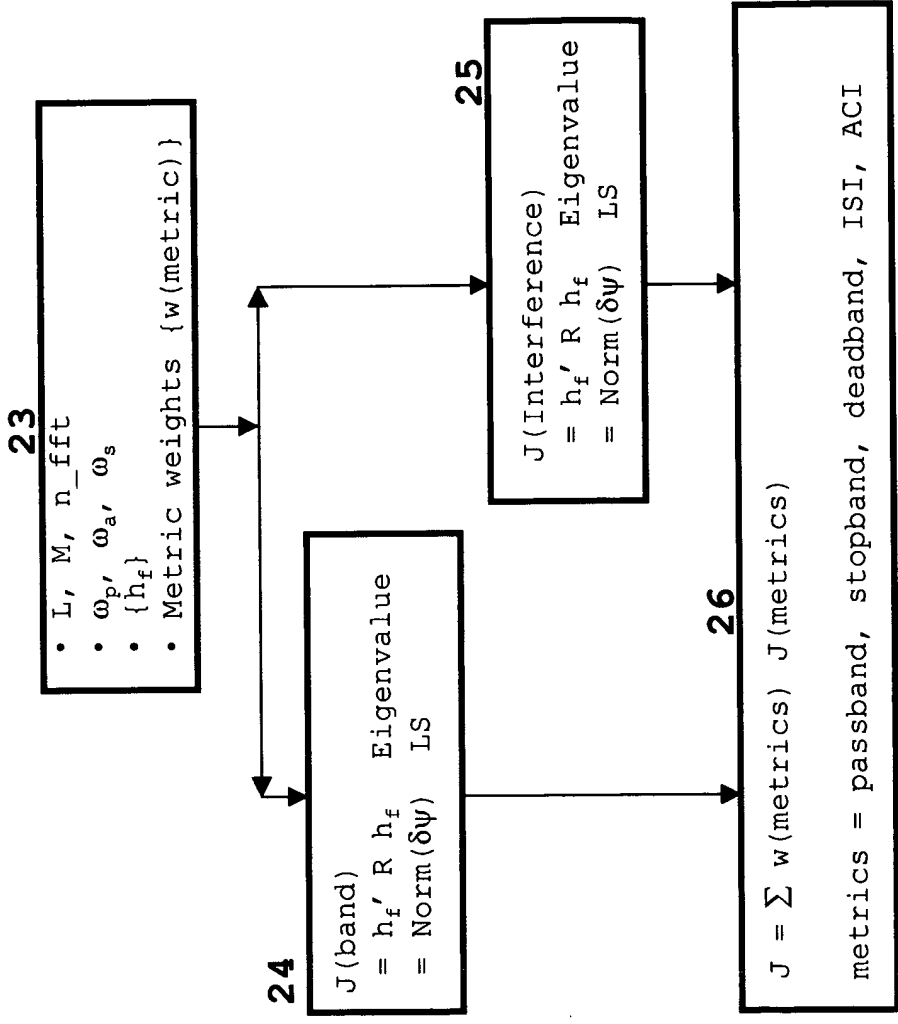 23
• L, M, n_fft
• ωp, ωa, ωs
• {hf}
• Metric weights {w(metric)}
24
J(band)
= hf′ R hf Eigenvalue
= Norm(δψ) LS
25
J(Interference)
= hf′ R hf Eigenvalue
= Norm(δψ) LS
26
J = ∑ w(metrics) J(metrics)
metrics = passband, stopband, deadband, ISI, ACI